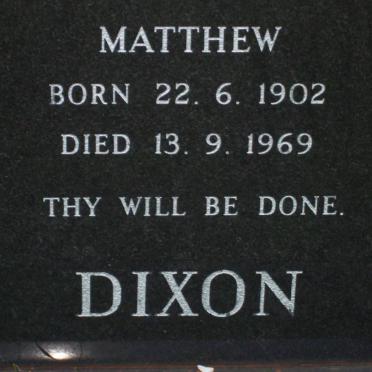 MATTHEW
BORN 22. 6. 1902
DIED 13. 9. 1969
THY WILL BE DONE.
DIXON